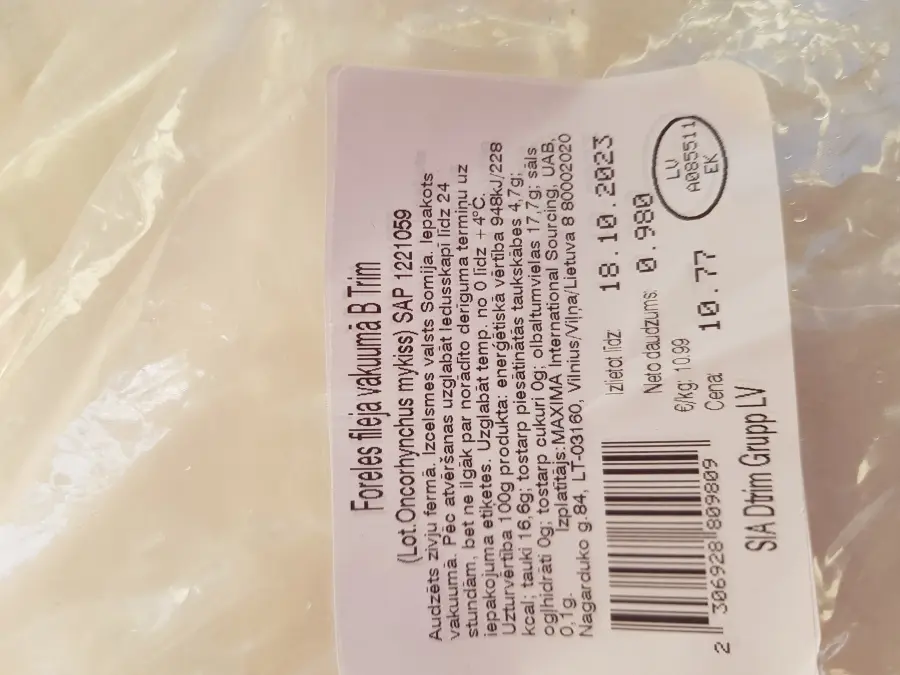 Foreles fileja vakuumā B Trim
(Lot.Oncorhynchus mykiss) SAP 1221059
Audzēts zivju fermā. Izcelsmes valsts Somija. Iepakots
vakuumā. Pēc atvēršanas uzglabāt ledusskapī līdz 24
stundām, bet ne ilgāk par norādīto derīguma termiņu uz
iepakojuma etiķetes. Uzglabāt temp. no 0 līdz +4°C.
Uzturvērtība 100g produkta: enerģētiskā vērtība 948kJ/228
kcal; tauki 16,6g; tostarp piesātinātās taukskābes 4,7g;
ogļhidrāti 0g; tostarp cukuri 0g; olbaltumvielas 17,7g; sāls
0,1g. Izplatītājs:MAXIMA International Sourcing, UAB,
Nagarduko g.84, LT-03160, Vilnius/Viļņa/Lietuva 8 80002020
Izlietot līdz 18.10.2023
Neto daudzums: 0.980
€/kg: 10.99
Cena: 10.77
LV
A085511
EK
2 306928 809809
SIA Dtrim Grupp LV